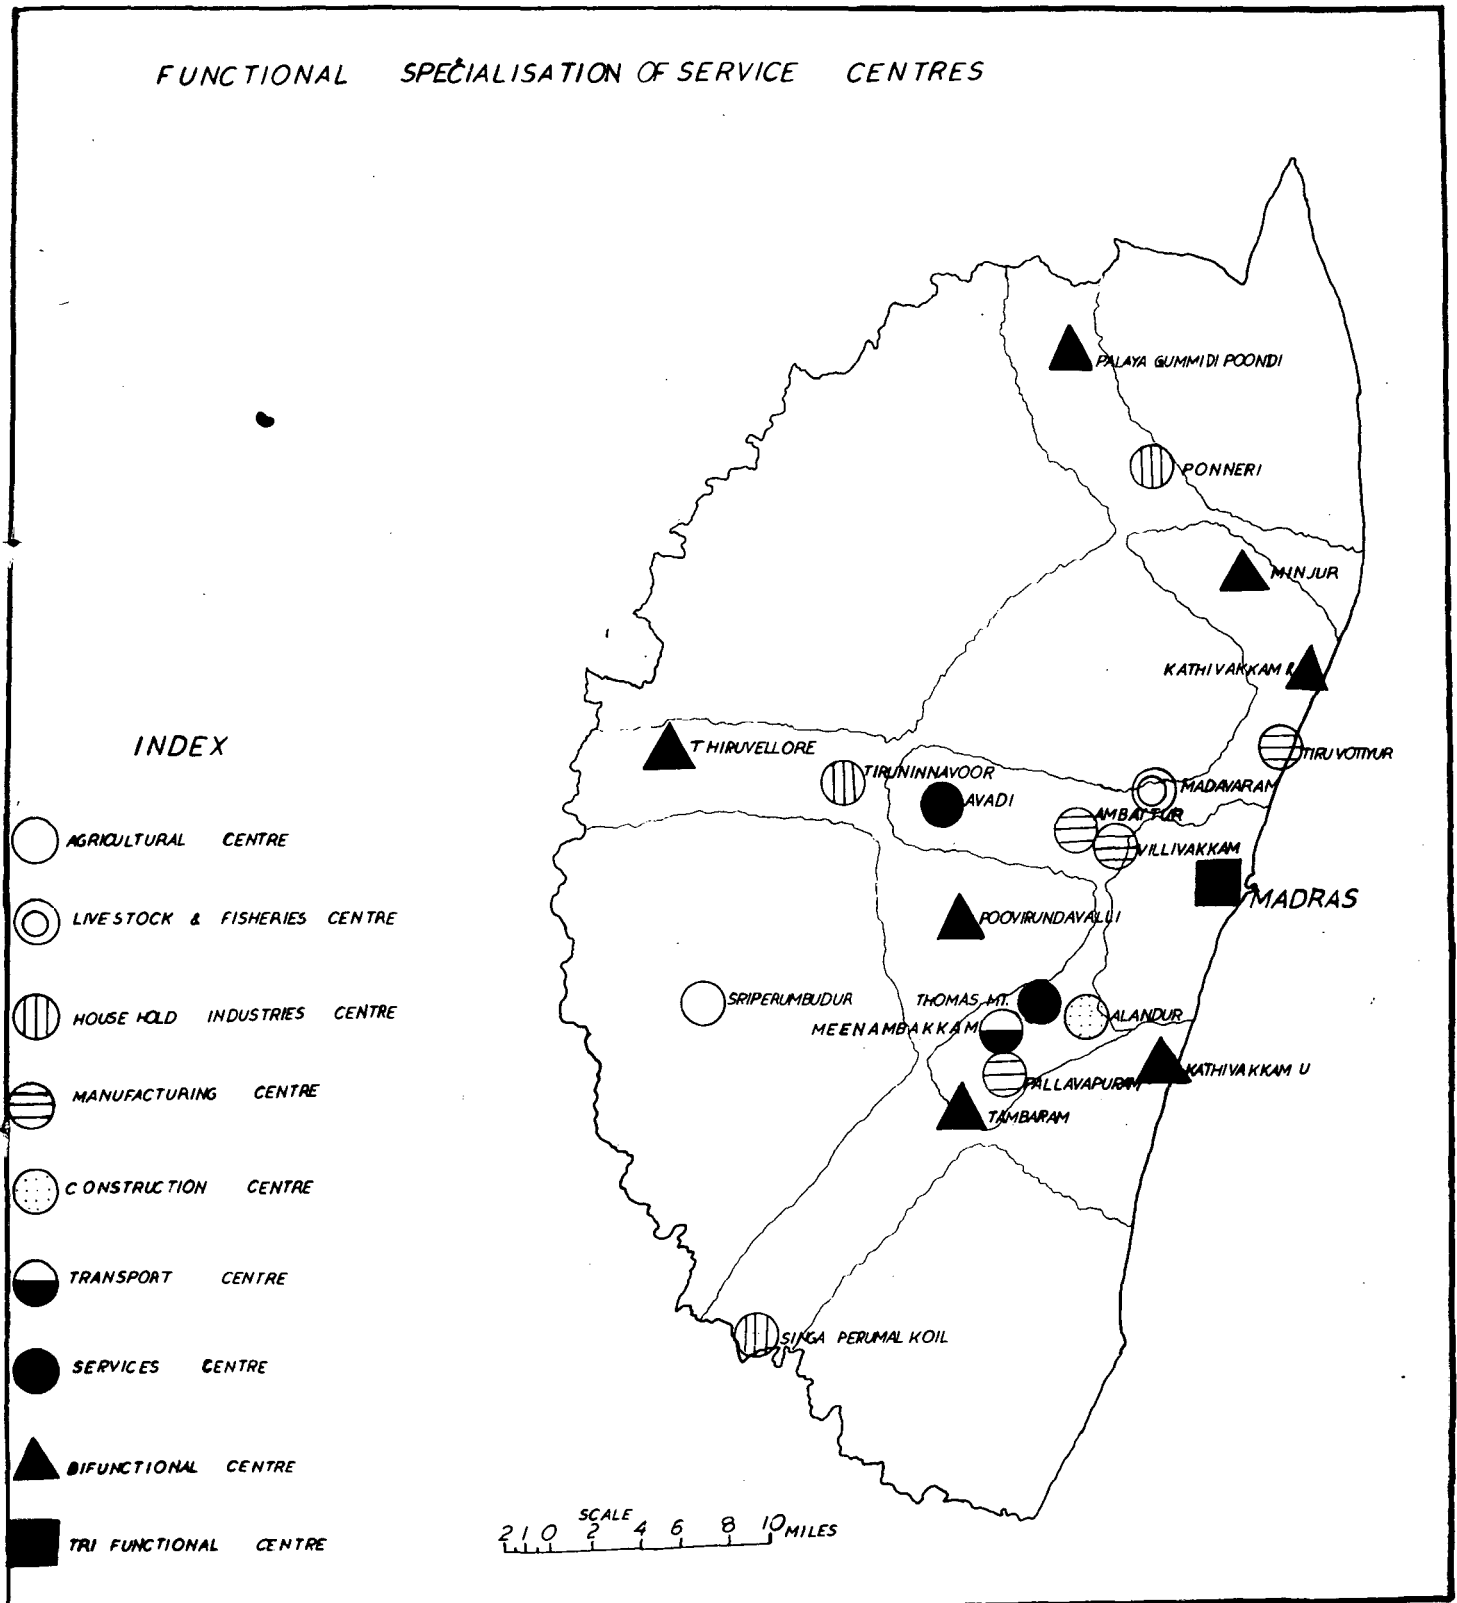 FUNCTIONAL SPECIALISATION OF SERVICE CENTRES
PALAYA GUMMIDI POONDI
PONNERI
MINJUR
KATHIVAKKAM R
TIRUVOTIYUR
THIRUVELLORE
TIRUNINNAVOOR
AVADI
MADAVARAM
AMBATTUR
VILLIVAKKAM
MADRAS
POOVIRUNDAVALLI
SRIPERUMBUDUR
THOMAS MT.
MEENAMBAKKAM
ALANDUR
PALLAVAPURAM
KATHIVAKKAM U
TAMBARAM
SINGA PERUMAL KOIL
INDEX
AGRICULTURAL CENTRE
LIVESTOCK & FISHERIES CENTRE
HOUSE HOLD INDUSTRIES CENTRE
MANUFACTURING CENTRE
CONSTRUCTION CENTRE
TRANSPORT CENTRE
SERVICES CENTRE
BIFUNCTIONAL CENTRE
TRI FUNCTIONAL CENTRE
SCALE
2 1 0 2 4 6 8 10 MILES